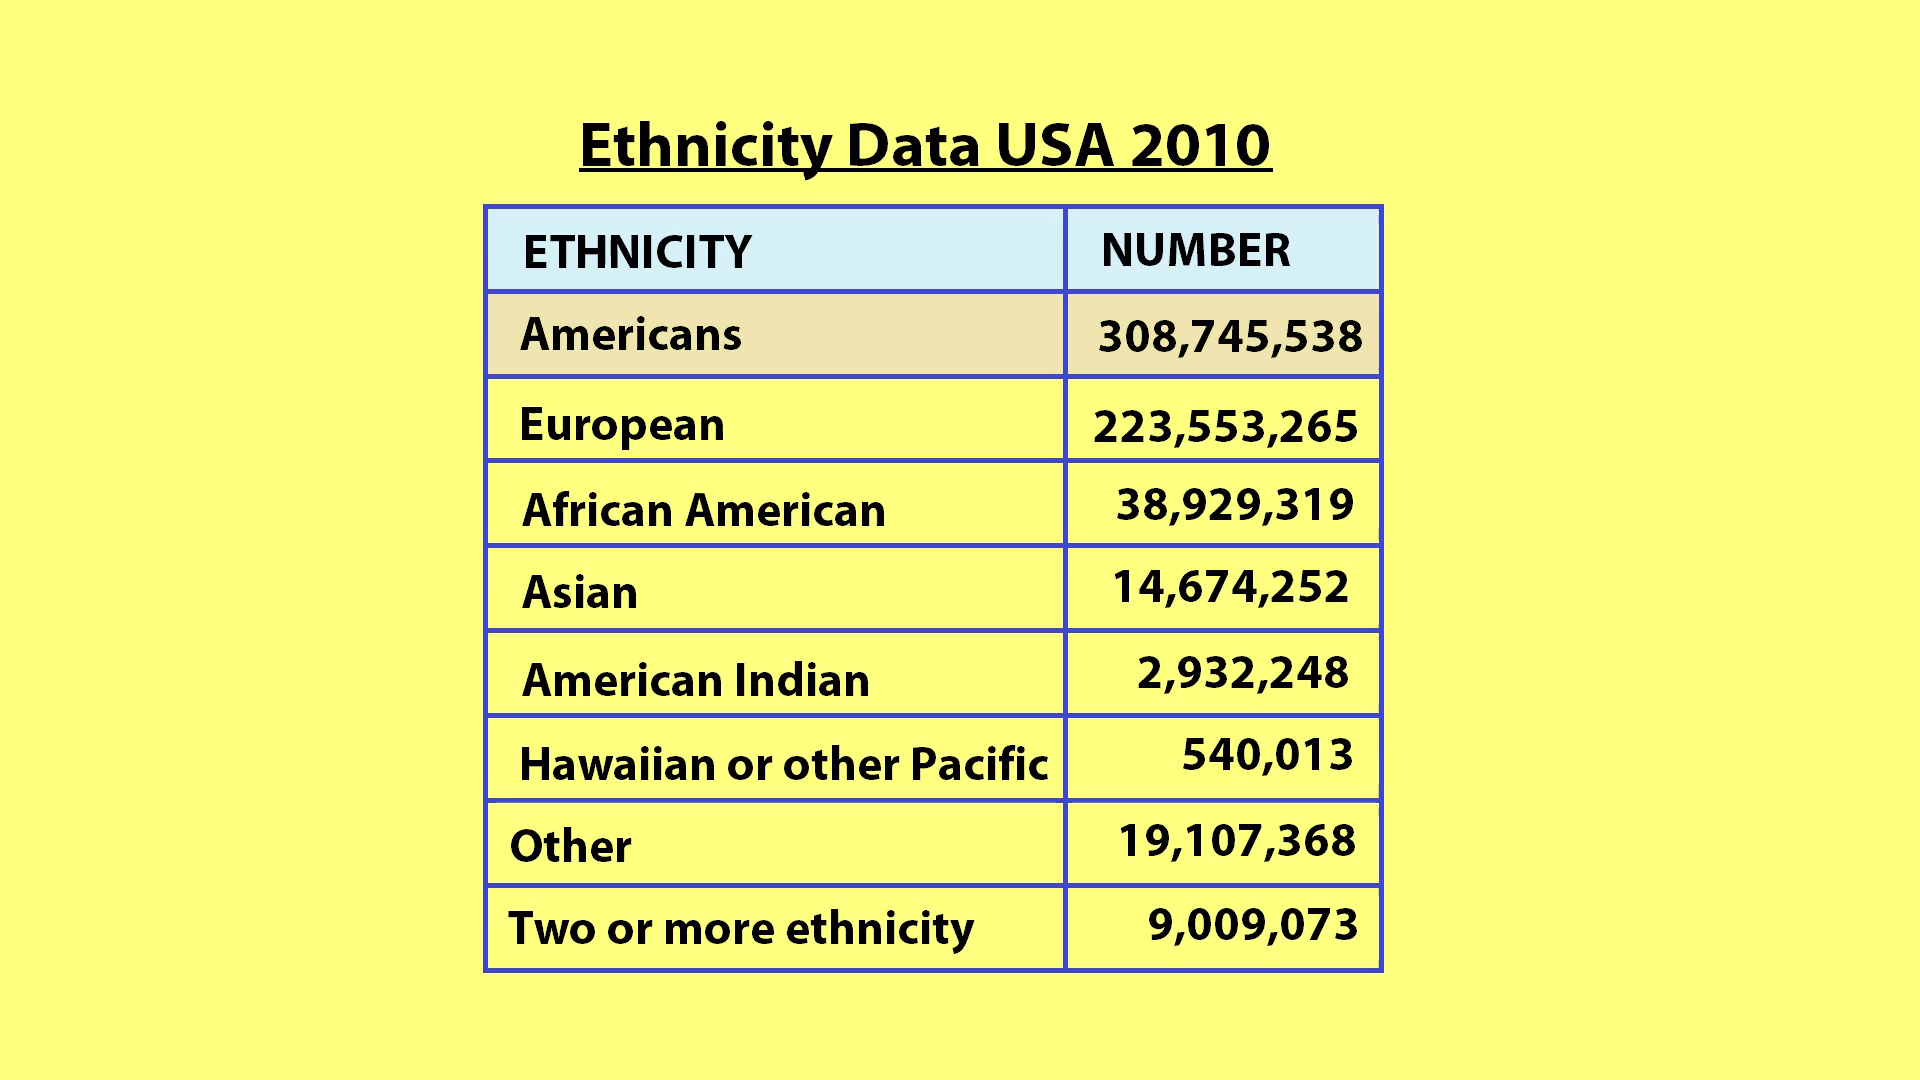 Ethnicity Data USA 2010
ETHNICITY NUMBER
Americans 308,745,538
European 223,553,265
African American 38,929,319
Asian 14,674,252
American Indian 2,932,248
Hawaiian or other Pacific 540,013
Other 19,107,368
Two or more ethnicity 9,009,073